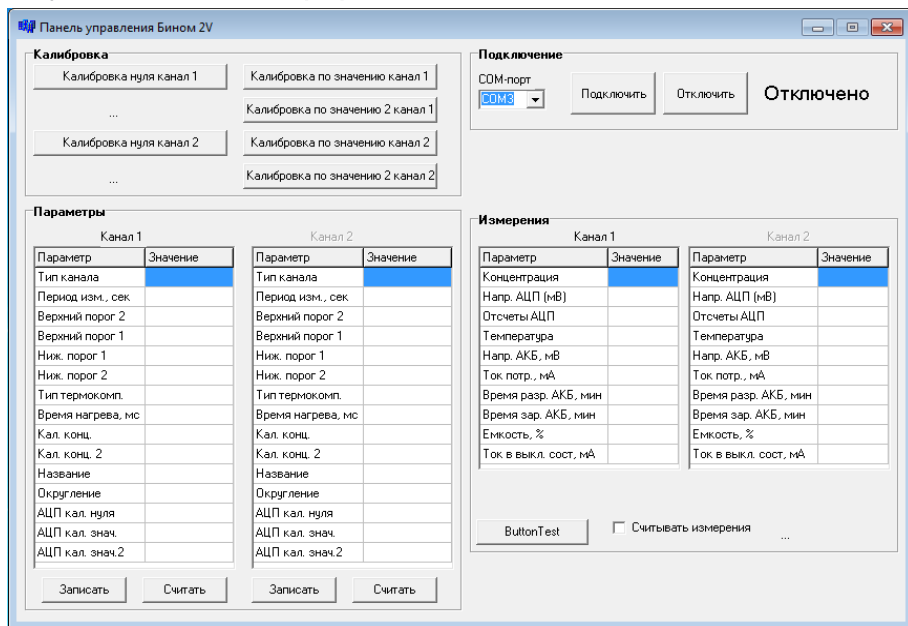 Панель управления Бином 2V
Калибровка
Калибровка нуля канал 1
Калибровка по значению канал 1
...
Калибровка по значению 2 канал 1
Калибровка нуля канал 2
Калибровка по значению канал 2
...
Калибровка по значению 2 канал 2
Подключение
COM-порт
COM3
Подключить
Отключить
Отключено
Параметры
Канал 1
Параметр Значение
Тип канала
Период изм., сек
Верхний порог 2
Верхний порог 1
Ниж. порог 1
Ниж. порог 2
Тип термокомп.
Время нагрева, мс
Кал. конц.
Кал. конц. 2
Название
Округление
АЦП кал. нуля
АЦП кал. знач.
АЦП кал. знач.2
Записать
Считать
Канал 2
Параметр Значение
Тип канала
Период изм., сек
Верхний порог 2
Верхний порог 1
Ниж. порог 1
Ниж. порог 2
Тип термокомп.
Время нагрева, мс
Кал. конц.
Кал. конц. 2
Название
Округление
АЦП кал. нуля
АЦП кал. знач.
АЦП кал. знач.2
Записать
Считать
Измерения
Канал 1
Параметр Значение
Концентрация
Напр. АЦП (мВ)
Отсчеты АЦП
Температура
Напр. АКБ, мВ
Ток потр., мА
Время разр. АКБ, мин
Время зар. АКБ, мин
Емкость, %
Ток в выкл. сост, мА
Канал 2
Параметр Значение
Концентрация
Напр. АЦП (мВ)
Отсчеты АЦП
Температура
Напр. АКБ, мВ
Ток потр., мА
Время разр. АКБ, мин
Время зар. АКБ, мин
Емкость, %
Ток в выкл. сост, мА
ButtonTest
Считывать измерения
...